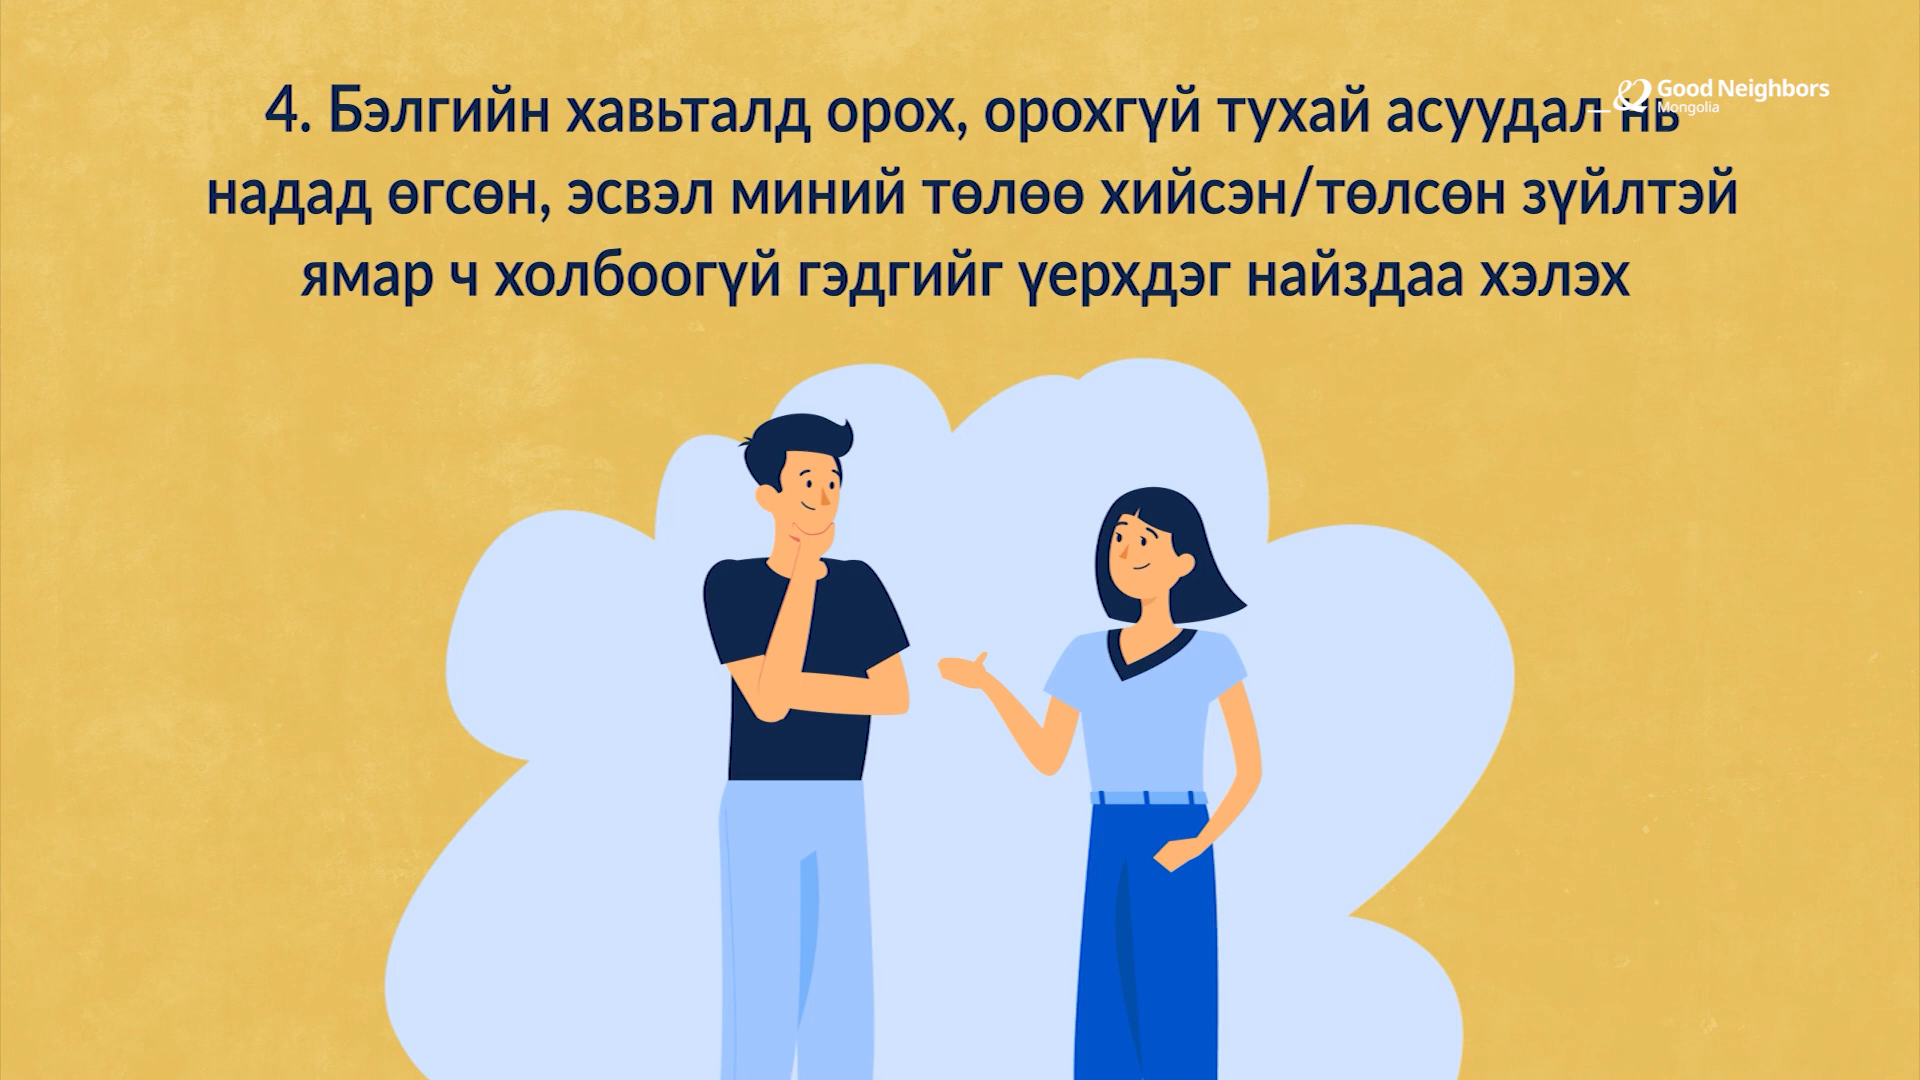 4. Бэлгийн хавьталд орох, орохгүй тухай асуудал нь
надад өгсөн, эсвэл миний төлөө хийсэн/төлсөн зүйлтэй
ямар ч холбоогүй гэдгийг үерхдэг найздаа хэлэх
Good Neighbors
Mongolia